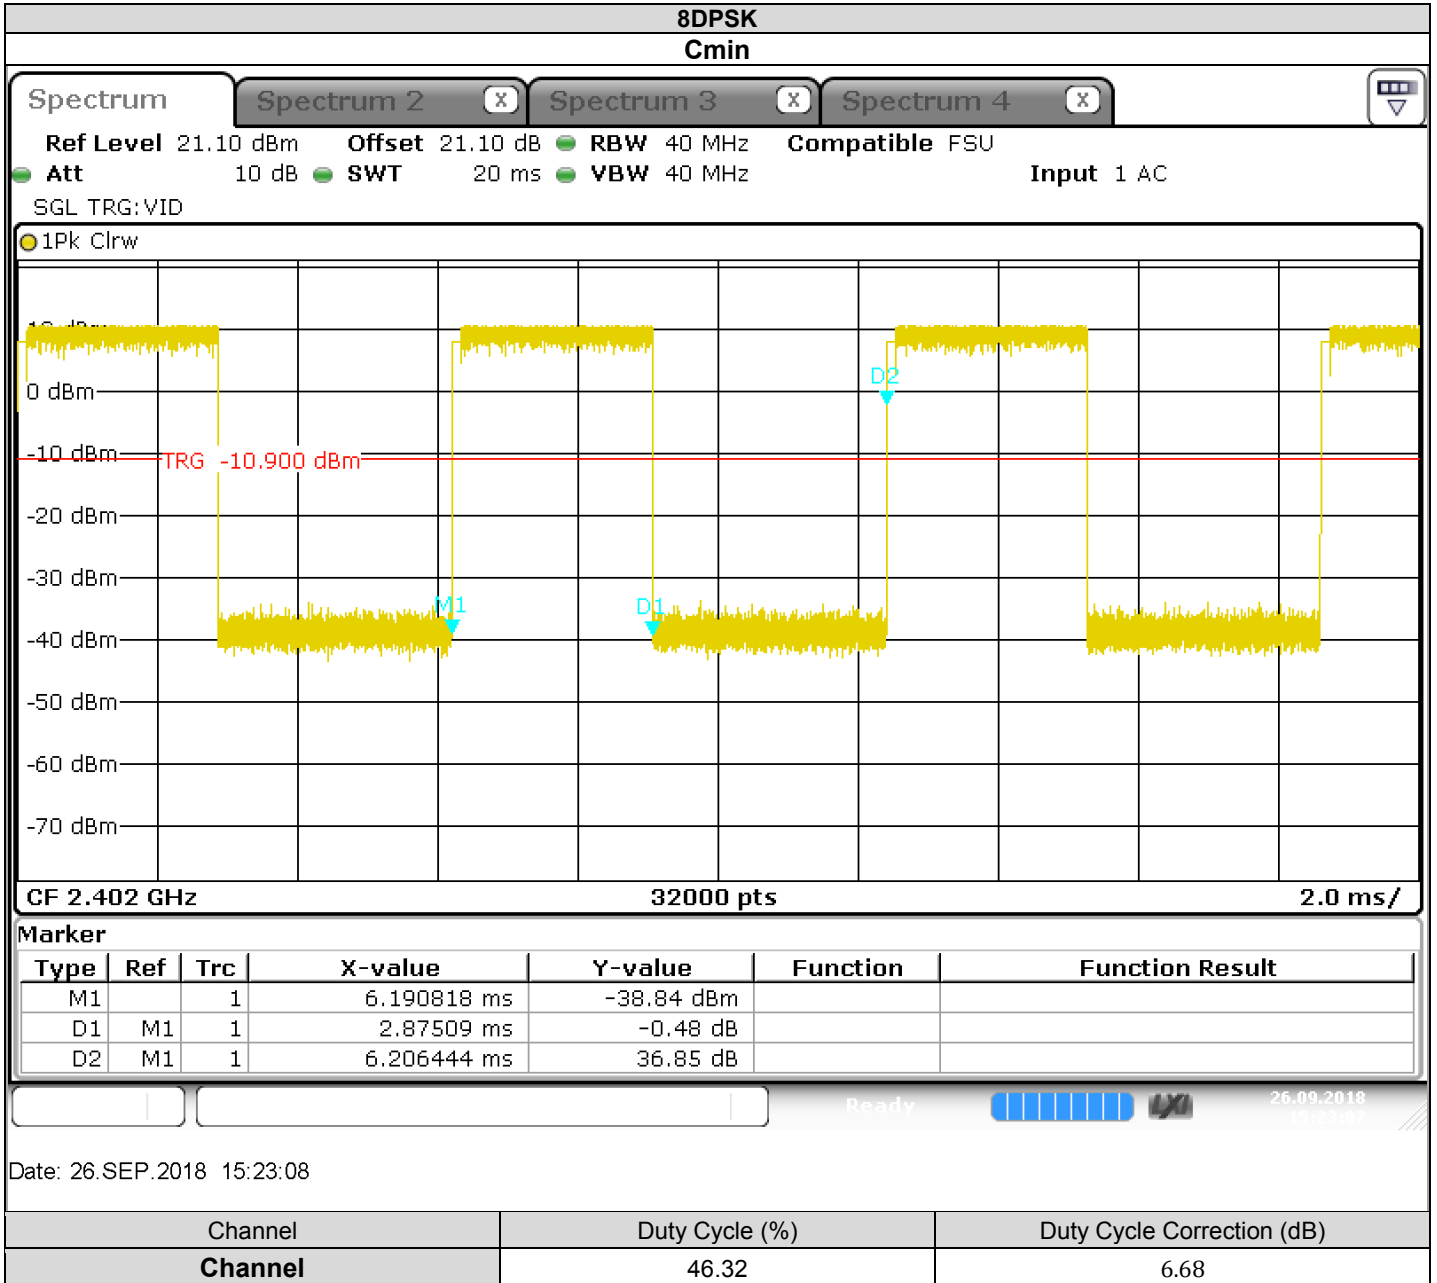 8DPSK
Cmin
Spectrum Spectrum 2 X Spectrum 3 X Spectrum 4 X
Ref Level 21.10 dBm Offset 21.10 dB RBW 40 MHz Compatible FSU
Att 10 dB SWT 20 ms VBW 40 MHz Input 1 AC
SGL TRG:VID
1Pk Clrw
D2
0 dBm
-10 dBm
TRG -10.900 dBm
-20 dBm
-30 dBm
M1 D1
-40 dBm
-50 dBm
-60 dBm
-70 dBm
CF 2.402 GHz 32000 pts 2.0 ms/
Marker
Type Ref Trc X-value Y-value Function Function Result
M1 1 6.190818 ms -38.84 dBm
D1 M1 1 2.87509 ms -0.48 dB
D2 M1 1 6.206444 ms 36.85 dB
Ready LXI 26.09.2018
Date: 26.SEP.2018 15:23:08
Channel Duty Cycle (%) Duty Cycle Correction (dB)
Channel 46.32 6.68